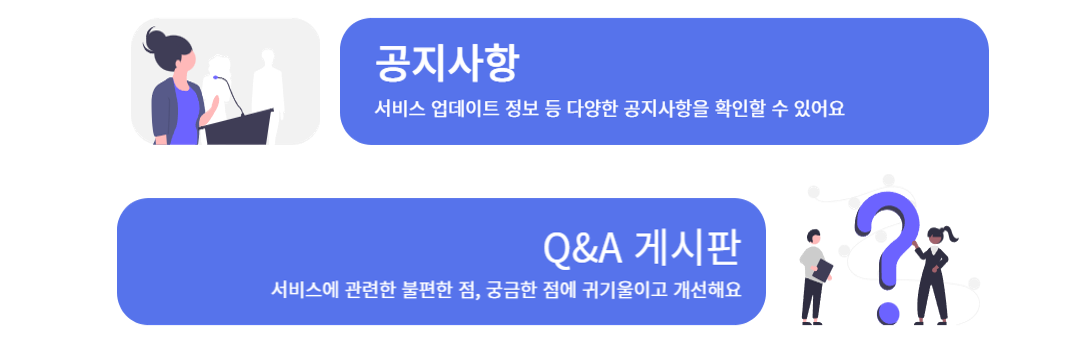 공지사항
서비스 업데이트 정보 등 다양한 공지사항을 확인할 수 있어요
Q&A 게시판
서비스에 관련한 불편한 점, 궁금한 점에 귀기울이고 개선해요